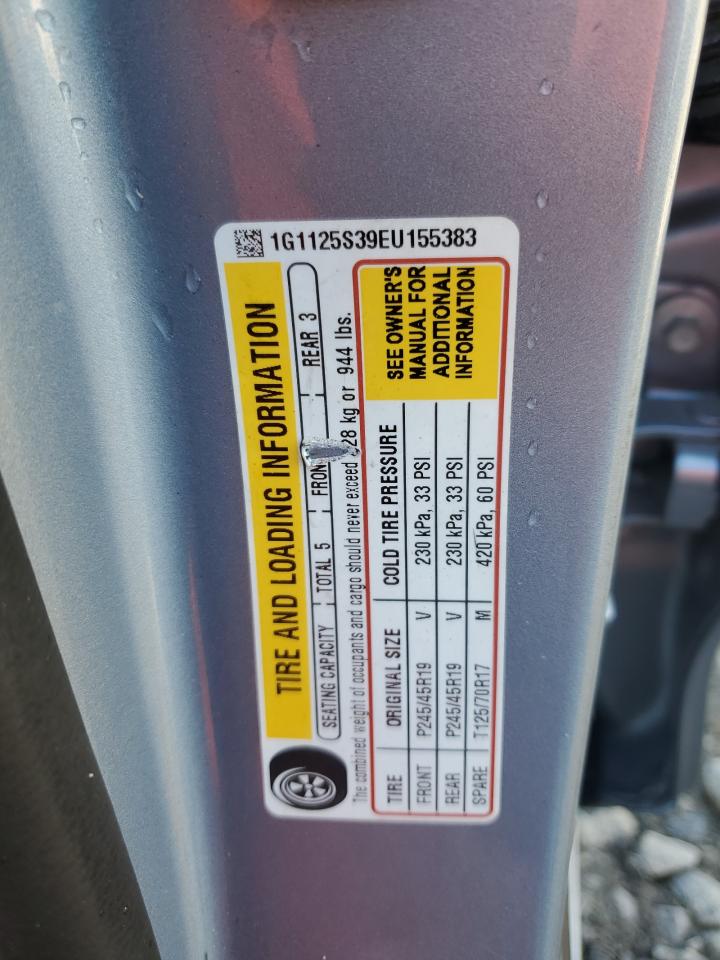 1G1125S39EU155383
TIRE AND LOADING INFORMATION
SEATING CAPACITY TOTAL 5 FRON REAR 3
The combined weight of occupants and cargo should never exceed 28 kg or 944 lbs.
TIRE ORIGINAL SIZE COLD TIRE PRESSURE
FRONT P245/45R19 V 230 kPa, 33 PSI
REAR P245/45R19 V 230 kPa, 33 PSI
SPARE T125/70R17 M 420 kPa, 60 PSI
SEE OWNER'S
MANUAL FOR
ADDITIONAL
INFORMATION